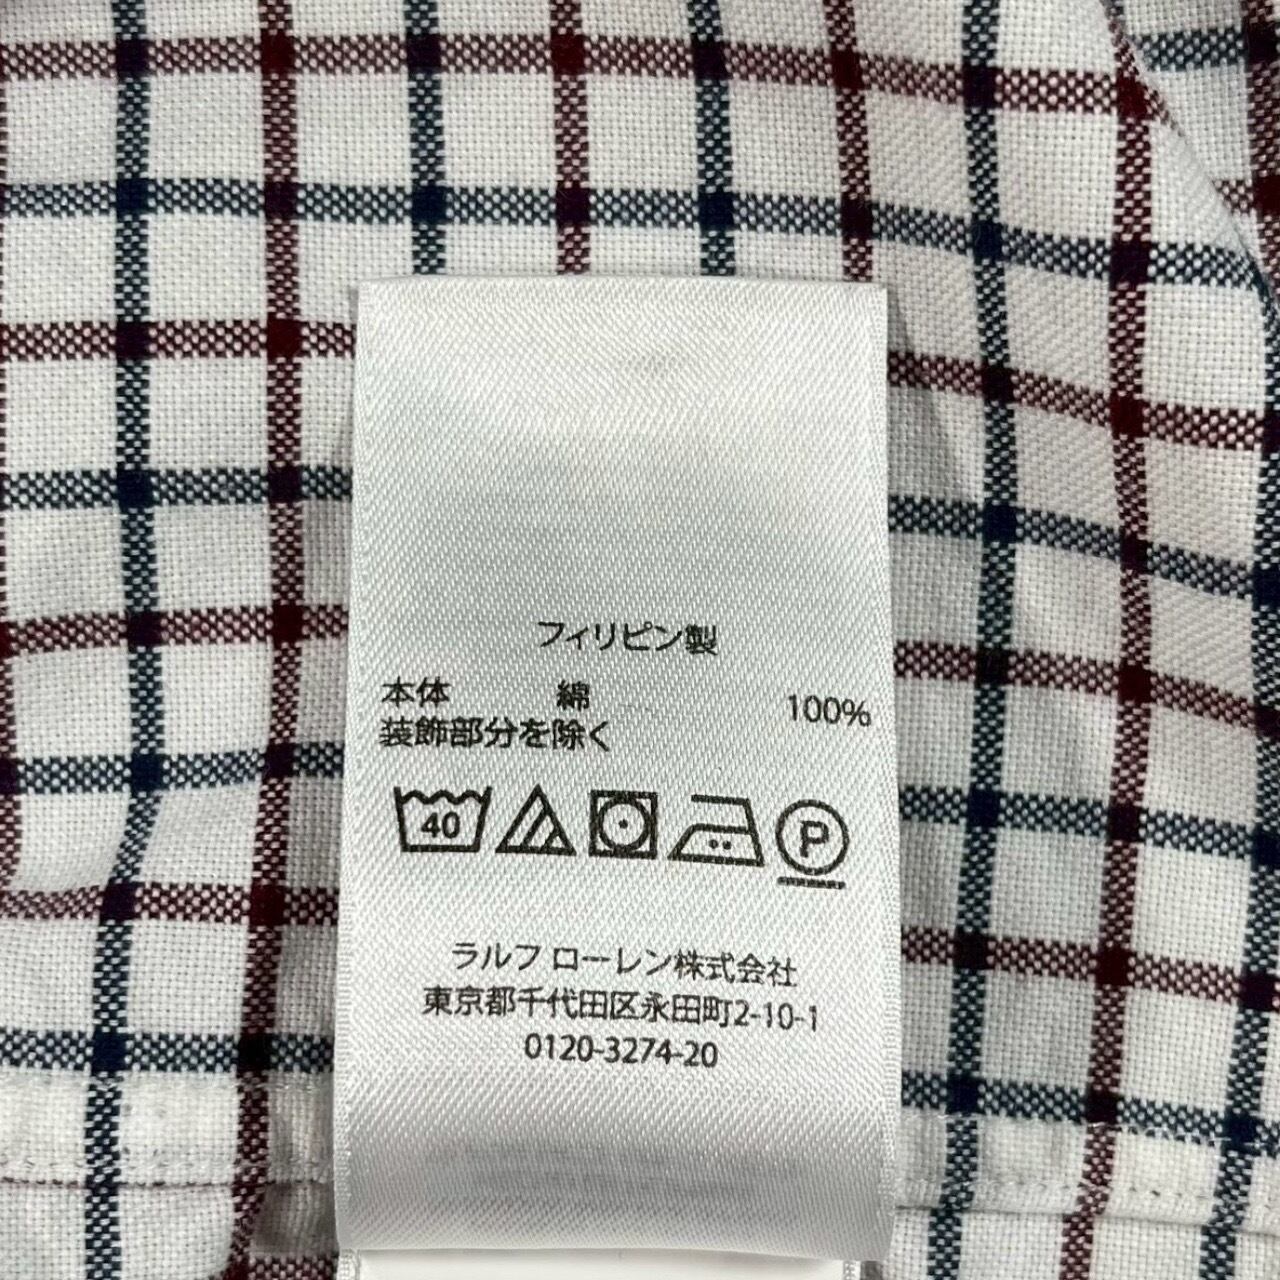 フィリピン製
本体 綿 100%
装飾部分を除く
40 P
ラルフ ローレン株式会社
東京都千代田区永田町2-10-1
0120-3274-20